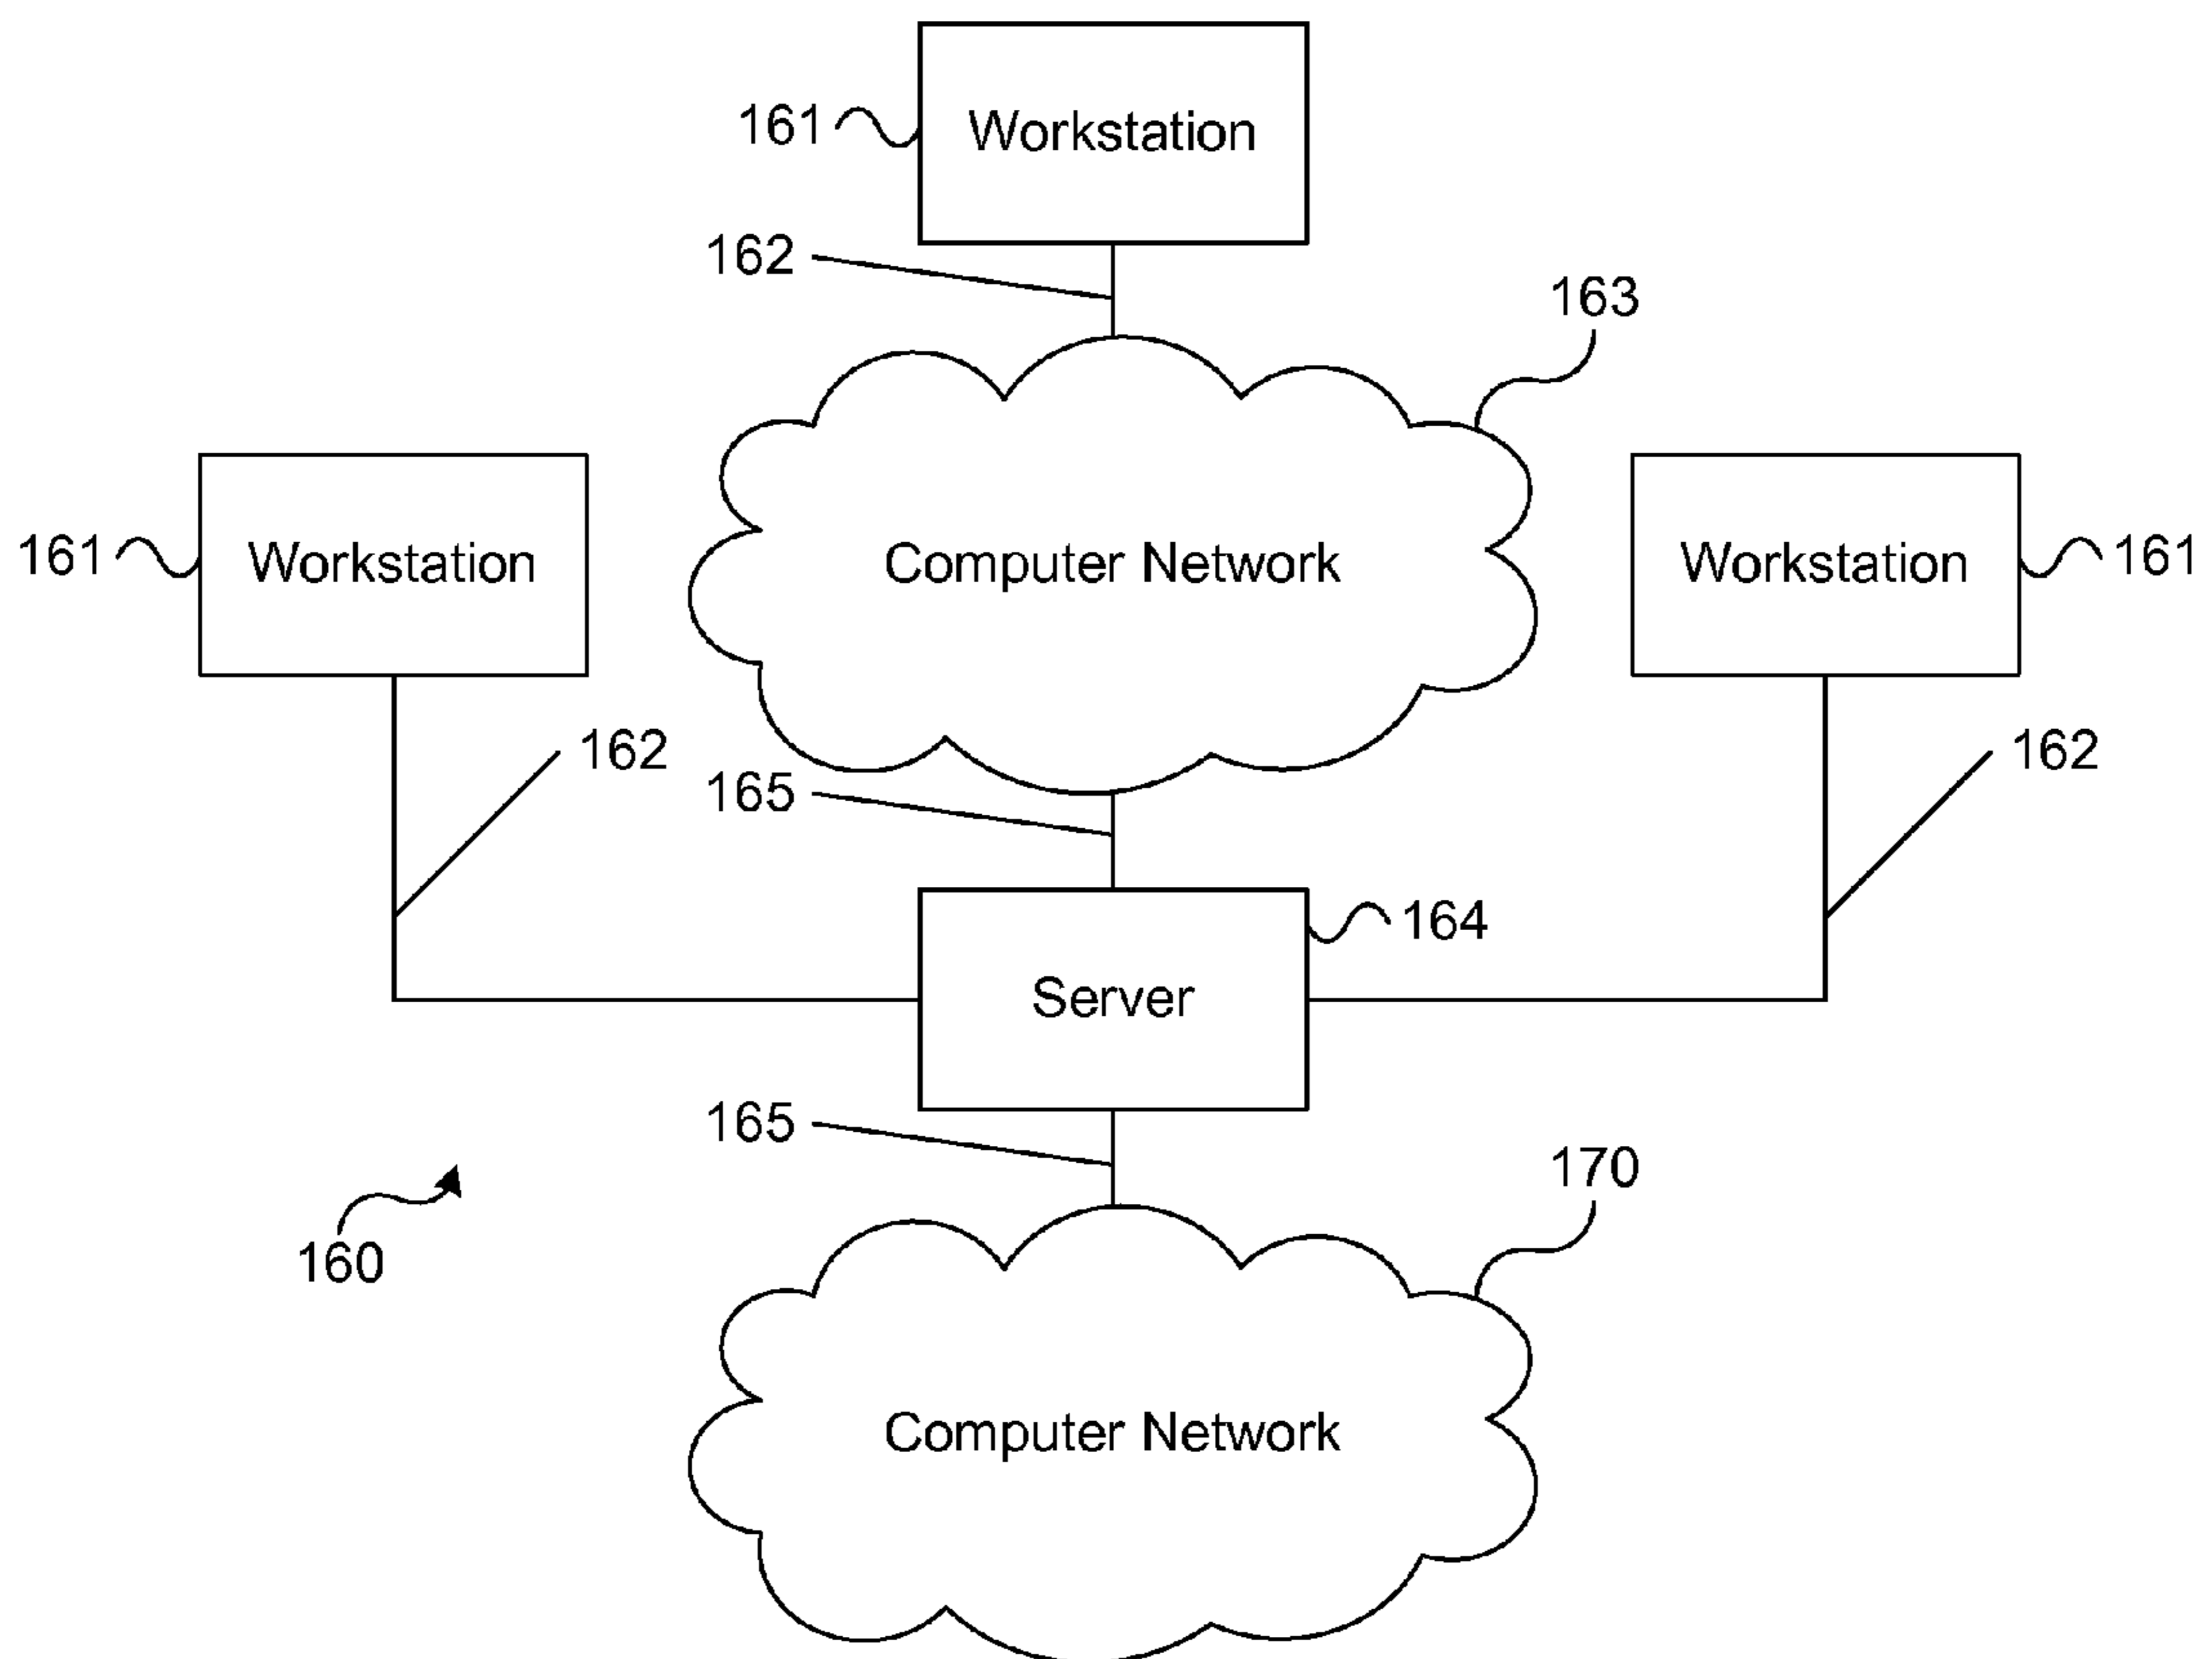 161
Workstation
162
163
161
Workstation
Computer Network
Workstation
161
162
165
162
164
Server
165
160
170
Computer Network